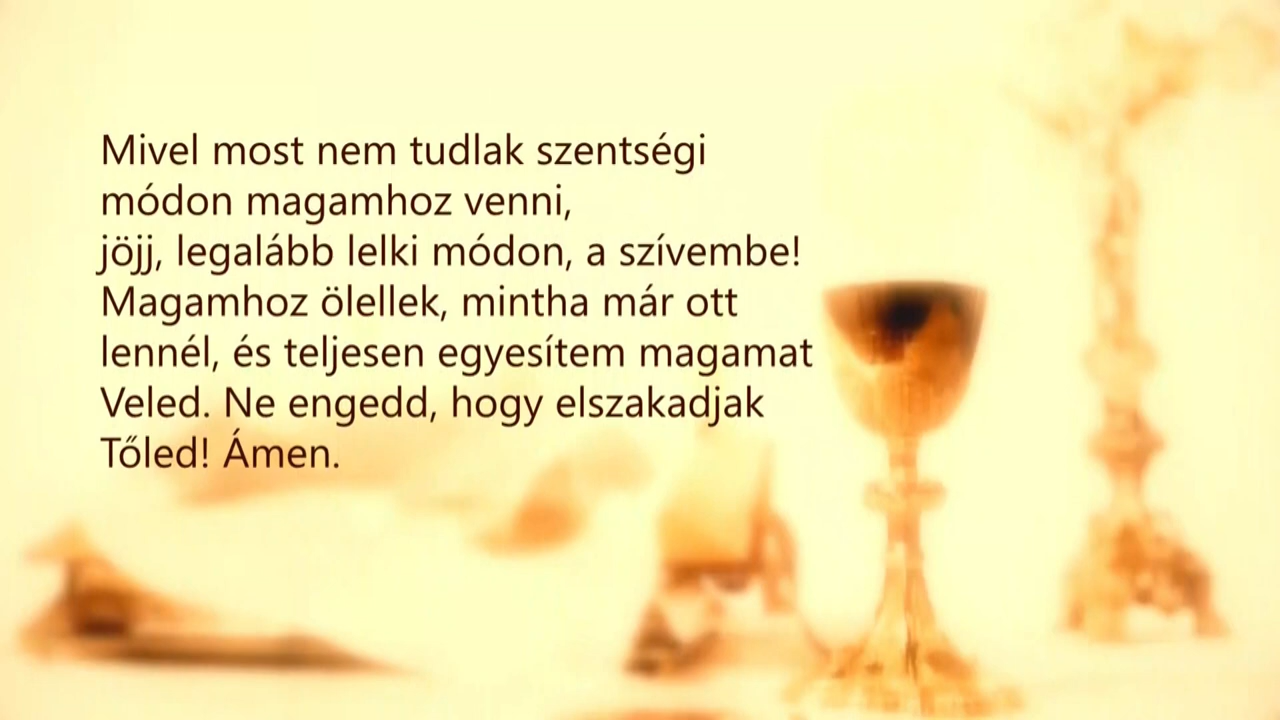 Mivel most nem tudlak szentségi
módon magamhoz venni,
jöjj, legalább lelki módon, a szívembe!
Magamhoz ölellek, mintha már ott
lennél, és teljesen egyesítem magamat
Veled. Ne engedd, hogy elszakadjak
Tőled! Ámen.